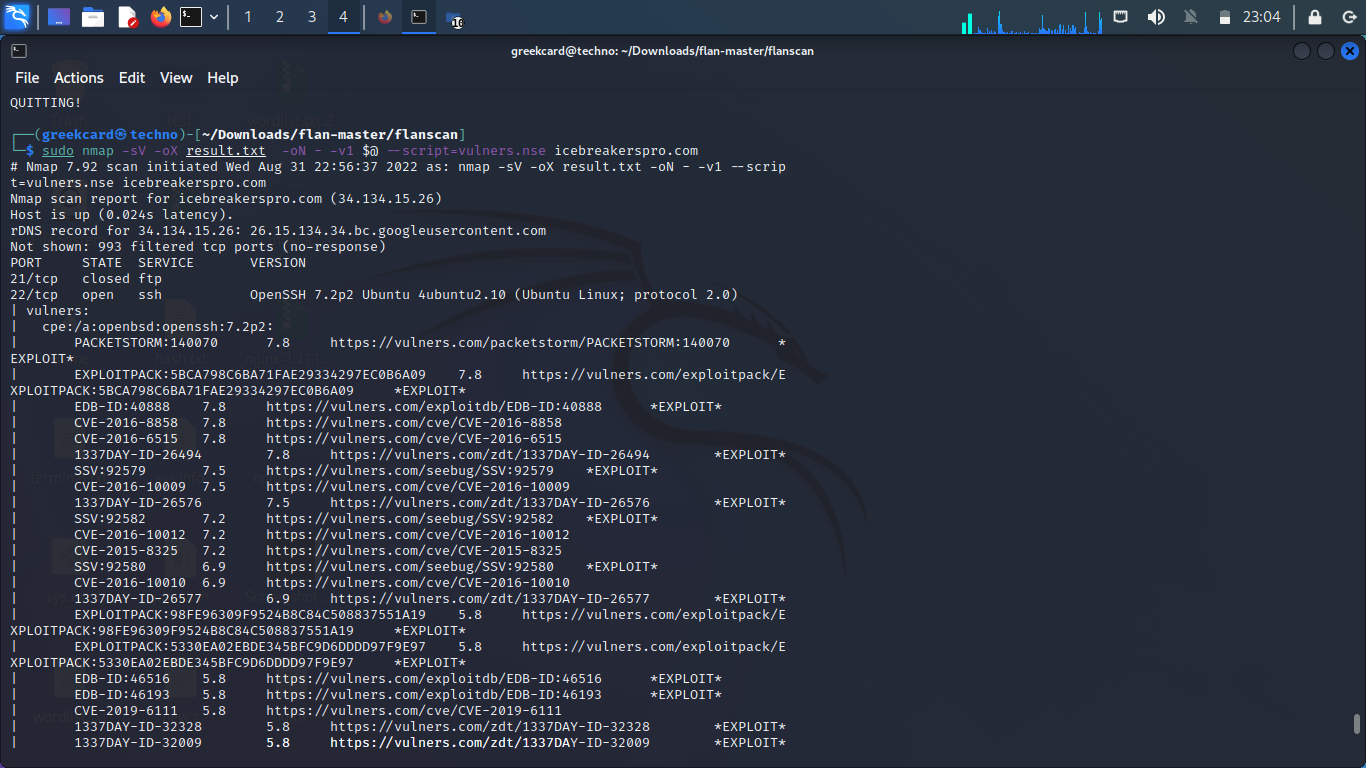 1 2 3 4 10 23:04
greekcard@techno: ~/Downloads/flan-master/flanscan
File Actions Edit View Help
QUITTING!
┌──(greekcard㉿techno)-[~/Downloads/flan-master/flanscan]
└─$ sudo nmap -sV -oX result.txt  -oN - -v1 $@ --script=vulners.nse icebreakerspro.com
# Nmap 7.92 scan initiated Wed Aug 31 22:56:37 2022 as: nmap -sV -oX result.txt -oN - -v1 --scrip
t=vulners.nse icebreakerspro.com
Nmap scan report for icebreakerspro.com (34.134.15.26)
Host is up (0.024s latency).
rDNS record for 34.134.15.26: 26.15.134.34.bc.googleusercontent.com
Not shown: 993 filtered tcp ports (no-response)
PORT     STATE  SERVICE       VERSION
21/tcp   closed ftp
22/tcp   open   ssh           OpenSSH 7.2p2 Ubuntu 4ubuntu2.10 (Ubuntu Linux; protocol 2.0)
| vulners:
|   cpe:/a:openbsd:openssh:7.2p2:
|       PACKETSTORM:140070      7.8     https://vulners.com/packetstorm/PACKETSTORM:140070      *
EXPLOIT*
|       EXPLOITPACK:5BCA798C6BA71FAE29334297EC0B6A09    7.8     https://vulners.com/exploitpack/E
XPLOITPACK:5BCA798C6BA71FAE29334297EC0B6A09     *EXPLOIT*
|       EDB-ID:40888    7.8     https://vulners.com/exploitdb/EDB-ID:40888      *EXPLOIT*
|       CVE-2016-8858   7.8     https://vulners.com/cve/CVE-2016-8858
|       CVE-2016-6515   7.8     https://vulners.com/cve/CVE-2016-6515
|       1337DAY-ID-26494        7.8     https://vulners.com/zdt/1337DAY-ID-26494        *EXPLOIT*
|       SSV:92579       7.5     https://vulners.com/seebug/SSV:92579    *EXPLOIT*
|       CVE-2016-10009  7.5     https://vulners.com/cve/CVE-2016-10009
|       1337DAY-ID-26576        7.5     https://vulners.com/zdt/1337DAY-ID-26576        *EXPLOIT*
|       SSV:92582       7.2     https://vulners.com/seebug/SSV:92582    *EXPLOIT*
|       CVE-2016-10012  7.2     https://vulners.com/cve/CVE-2016-10012
|       CVE-2015-8325   7.2     https://vulners.com/cve/CVE-2015-8325
|       SSV:92580       6.9     https://vulners.com/seebug/SSV:92580    *EXPLOIT*
|       CVE-2016-10010  6.9     https://vulners.com/cve/CVE-2016-10010
|       1337DAY-ID-26577        6.9     https://vulners.com/zdt/1337DAY-ID-26577        *EXPLOIT*
|       EXPLOITPACK:98FE96309F9524B8C84C508837551A19    5.8     https://vulners.com/exploitpack/E
XPLOITPACK:98FE96309F9524B8C84C508837551A19     *EXPLOIT*
|       EXPLOITPACK:5330EA02EBDE345BFC9D6DDDD97F9E97    5.8     https://vulners.com/exploitpack/E
XPLOITPACK:5330EA02EBDE345BFC9D6DDDD97F9E97     *EXPLOIT*
|       EDB-ID:46516    5.8     https://vulners.com/exploitdb/EDB-ID:46516      *EXPLOIT*
|       EDB-ID:46193    5.8     https://vulners.com/exploitdb/EDB-ID:46193      *EXPLOIT*
|       CVE-2019-6111   5.8     https://vulners.com/cve/CVE-2019-6111
|       1337DAY-ID-32328        5.8     https://vulners.com/zdt/1337DAY-ID-32328        *EXPLOIT*
|       1337DAY-ID-32009        5.8     https://vulners.com/zdt/1337DAY-ID-32009        *EXPLOIT*